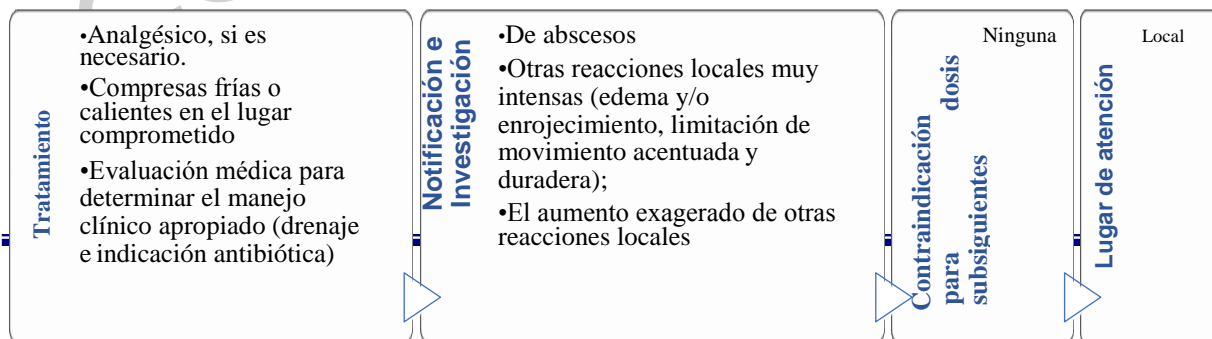 Tratamiento
•Analgésico, si es
necesario.
•Compresas frías o
calientes en el lugar
comprometido
•Evaluación médica para
determinar el manejo
clínico apropiado (drenaje
e indicación antibiótica)
Notificación e
Investigación
•De abscesos
•Otras reacciones locales muy
intensas (edema y/o
enrojecimiento, limitación de
movimiento acentuada y
duradera);
•El aumento exagerado de otras
reacciones locales
Contraindicación
para dosis
subsiguientes
Ninguna
Lugar de atención
Local